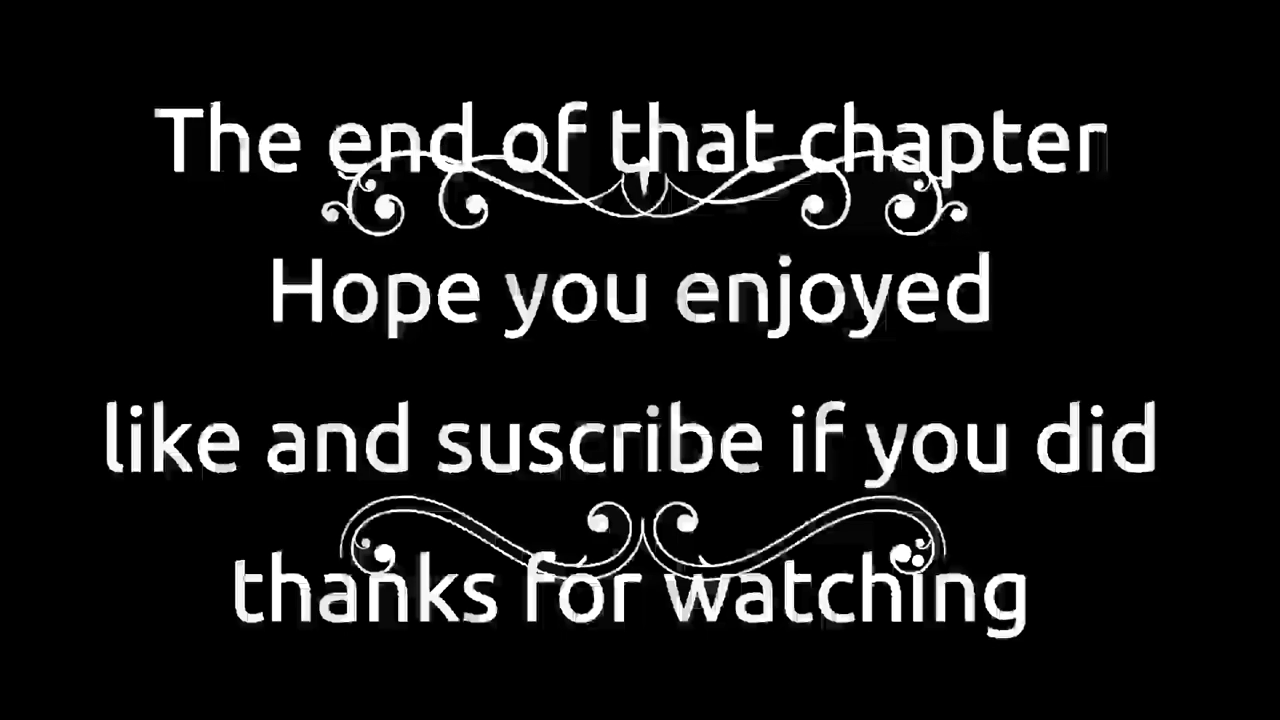 The end of that chapter
Hope you enjoyed
like and suscribe if you did
thanks for watching